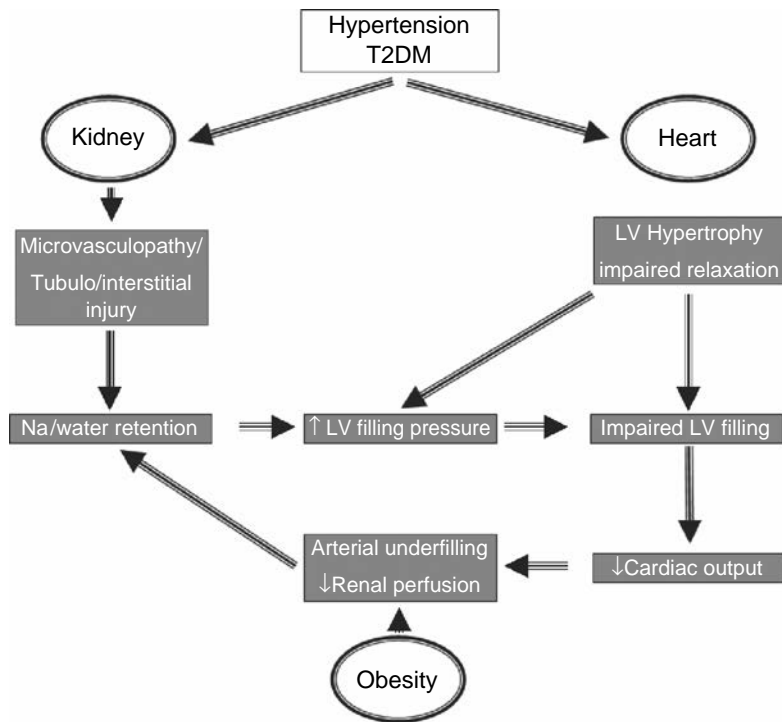 Hypertension
T2DM
Kidney
Heart
Microvasculopathy/
Tubulo/interstitial
injury
LV Hypertrophy
impaired relaxation
Na/water retention
↑ LV filling pressure
Impaired LV filling
Arterial underfilling
↓Renal perfusion
↓Cardiac output
Obesity